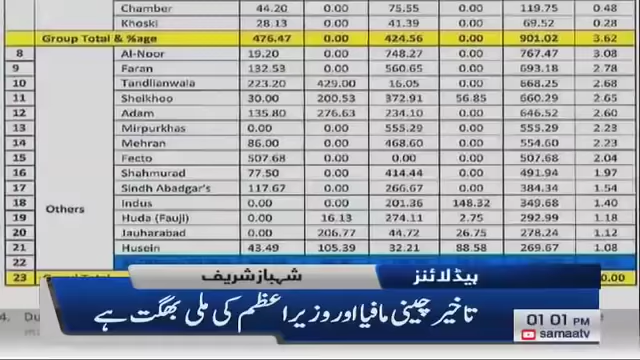 Chamber 44.20 0.00 75.55 0.00 119.75 0.48
Khoski 28.13 0.00 41.39 0.00 69.52 0.28
Group Total & %age 476.47 0.00 424.56 0.00 901.02 3.62
8 Al-Noor 19.20 0.00 748.27 0.00 767.47 3.08
9 Faran 132.53 0.00 560.65 0.00 693.18 2.78
10 Tandlianwala 223.20 429.00 16.05 0.00 668.25 2.68
11 Sheikhoo 30.00 200.53 372.91 56.85 660.29 2.65
12 Adam 135.80 276.63 234.10 0.00 646.52 2.60
13 Mirpurkhas 0.00 0.00 555.29 0.00 555.29 2.23
14 Mehran 86.00 0.00 468.60 0.00 554.60 2.23
15 Fecto 507.68 0.00 0.00 0.00 507.68 2.04
16 Shahmurad 77.50 0.00 414.44 0.00 491.94 1.97
17 Sindh Abadgar's 117.67 0.00 266.67 0.00 384.34 1.54
18 Others Indus 0.00 0.00 201.36 148.32 349.68 1.40
19 Huda (Fauji) 0.00 16.13 274.11 2.75 292.99 1.18
20 Jauharabad 0.00 206.77 44.72 26.75 278.24 1.12
21 Husein 43.49 105.39 32.21 88.58 269.67 1.08
22
23
ہیڈلائنز شہباز شریف
تاخیر چینی مافیا اور وزیراعظم کی ملی بھگت ہے
01 01 PM
samaatv